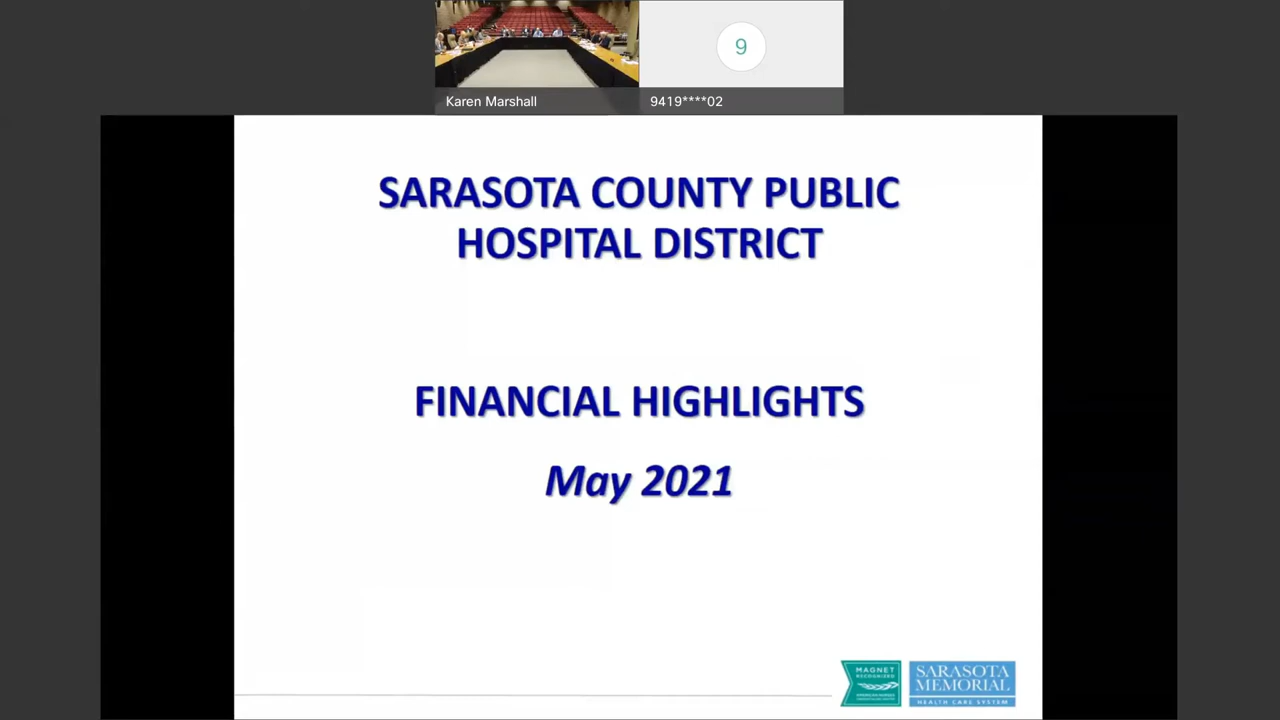 9
Karen Marshall
9419****02
SARASOTA COUNTY PUBLIC
HOSPITAL DISTRICT
FINANCIAL HIGHLIGHTS
May 2021
MAGNET
RECOGNIZED
SARASOTA
MEMORIAL
HEALTH CARE SYSTEM